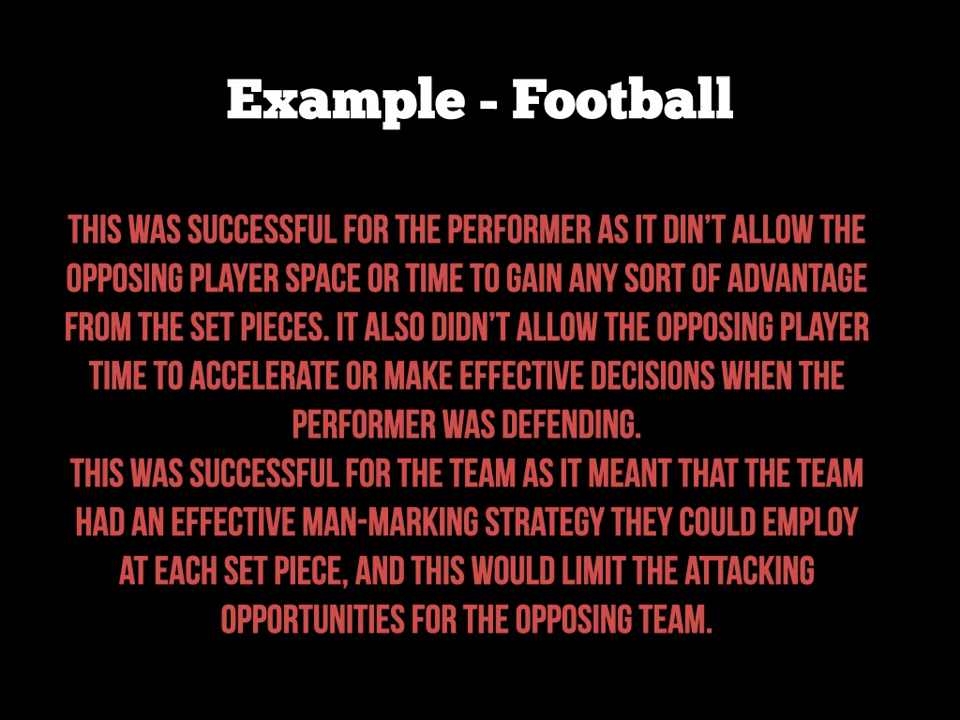 Example - Football
THIS WAS SUCCESSFUL FOR THE PERFORMER AS IT DIN'T ALLOW THE
OPPOSING PLAYER SPACE OR TIME TO GAIN ANY SORT OF ADVANTAGE
FROM THE SET PIECES. IT ALSO DIDN'T ALLOW THE OPPOSING PLAYER
TIME TO ACCELERATE OR MAKE EFFECTIVE DECISIONS WHEN THE
PERFORMER WAS DEFENDING.
THIS WAS SUCCESSFUL FOR THE TEAM AS IT MEANT THAT THE TEAM
HAD AN EFFECTIVE MAN-MARKING STRATEGY THEY COULD EMPLOY
AT EACH SET PIECE, AND THIS WOULD LIMIT THE ATTACKING
OPPORTUNITIES FOR THE OPPOSING TEAM.